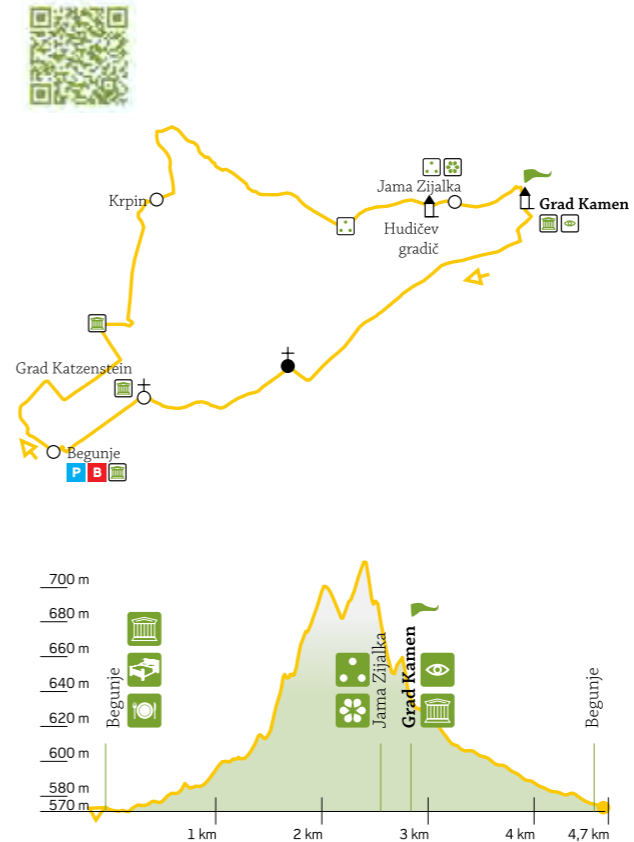 Jama Zijalka
Krpin
Grad Kamen
Hudičev
gradič
Grad Katzenstein
Begunje
P B
700 m
680 m
660 m
640 m
620 m
600 m
580 m
570 m
Begunje
Jama Zijalka
Grad Kamen
Begunje
1 km
2 km
3 km
4 km
4,7 km